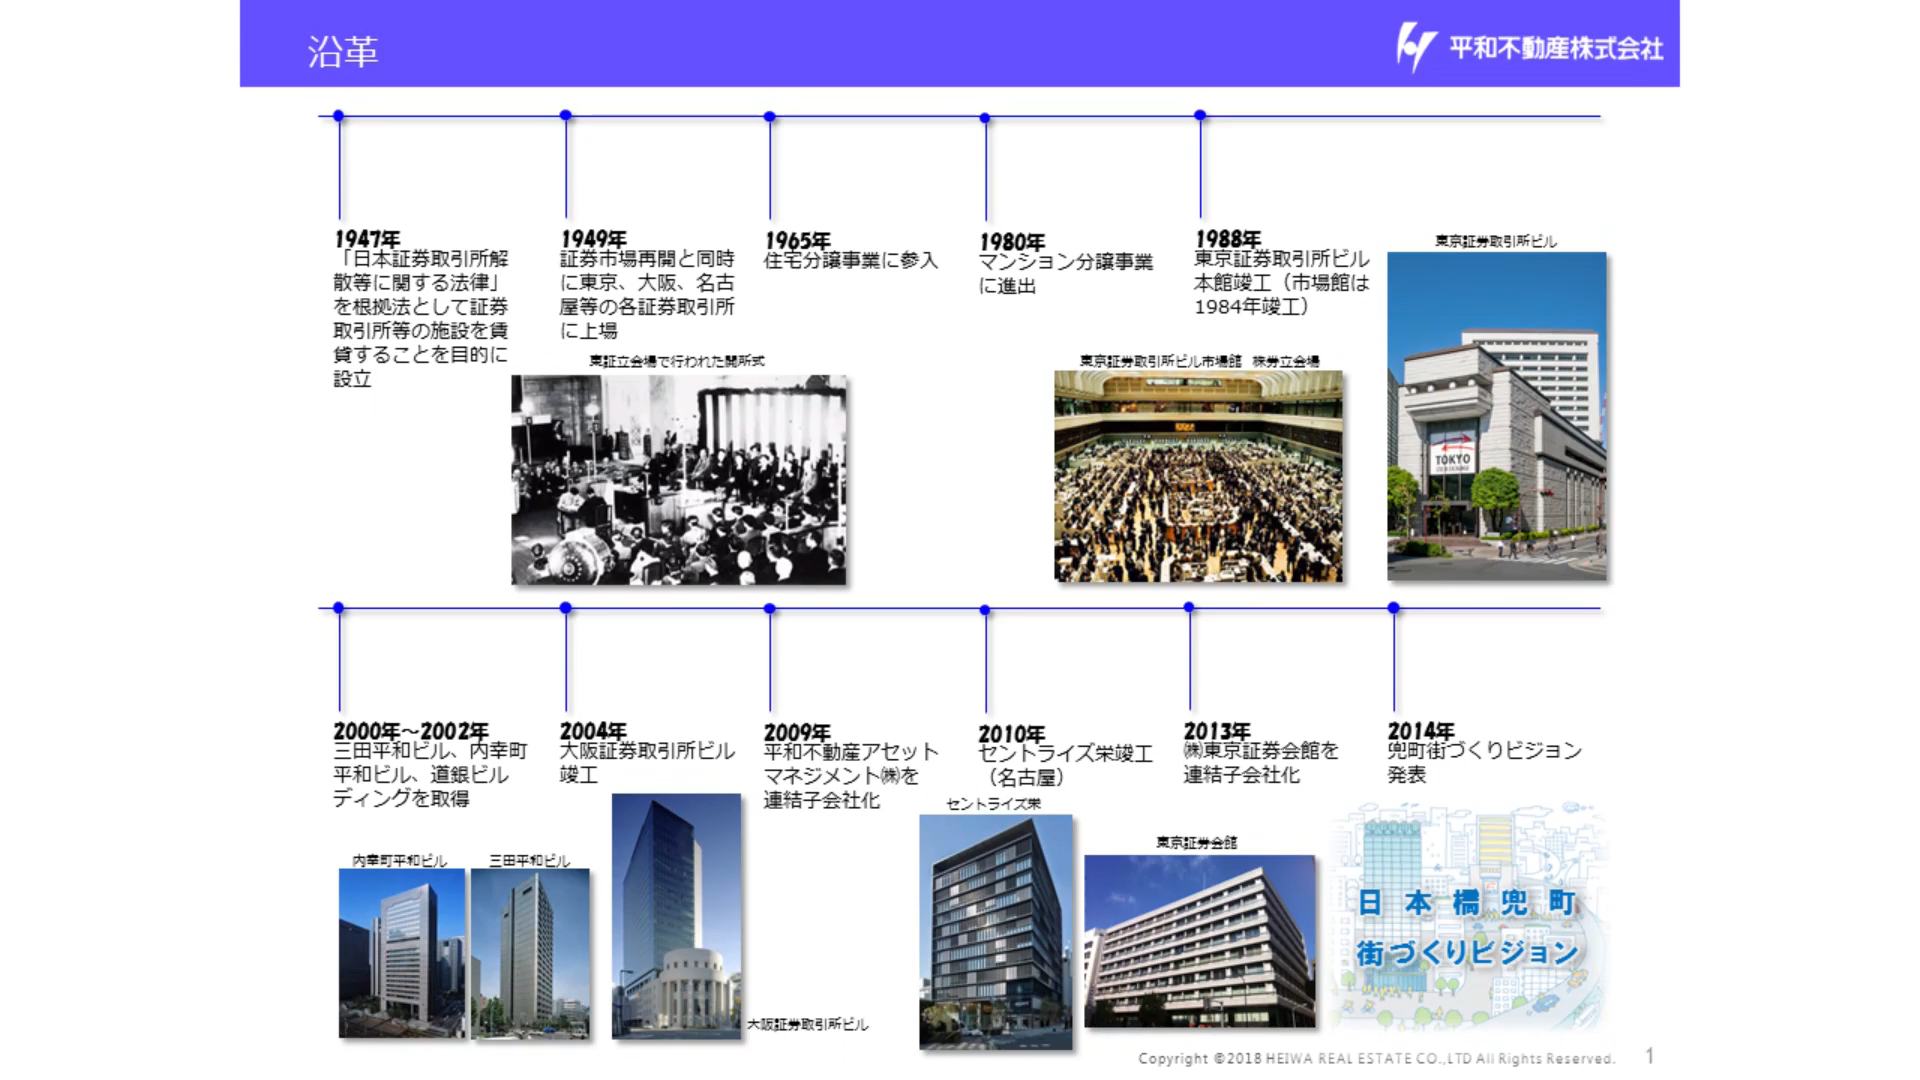 沿革
平和不動産株式会社
1947年
「日本証券取引所解
散等に関する法律」
を根拠法として証券
取引所等の施設を賃
貸することを目的に
設立
1949年
証券市場再開と同時
に東京、大阪、名古
屋等の各証券取引所
に上場
東証立会場で行われた開所式
1965年
住宅分譲事業に参入
1980年
マンション分譲事業
に進出
1988年
東京証券取引所ビル
本館竣工（市場館は
1984年竣工）
東京証券取引所ビル市場館 株券立会場
東京証券取引所ビル
TOKYO
2000年～2002年
三田平和ビル、内幸町
平和ビル、道銀ビル
ディングを取得
内幸町平和ビル
三田平和ビル
2004年
大阪証券取引所ビル
竣工
大阪証券取引所ビル
2009年
平和不動産アセット
マネジメント㈱を
連結子会社化
2010年
セントライズ栄竣工
（名古屋）
セントライズ栄
2013年
㈱東京証券会館を
連結子会社化
東京証券会館
2014年
兜町街づくりビジョン
発表
日本橋兜町
街づくりビジョン
Copyright ©2018 HEIWA REAL ESTATE CO.,LTD All Rights Reserved.
1